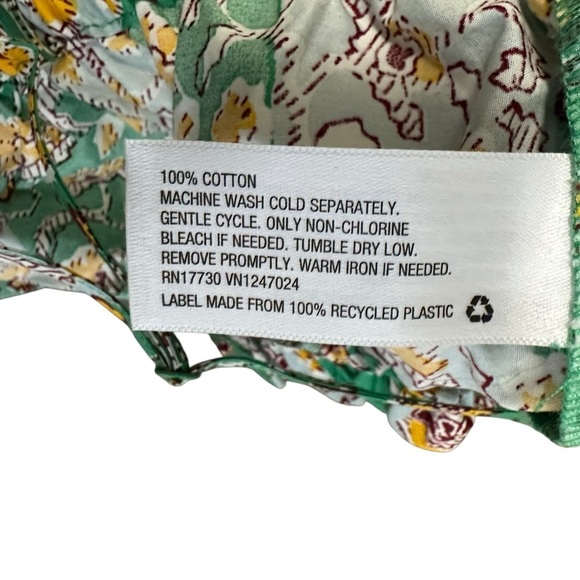 100% COTTON
MACHINE WASH COLD SEPARATELY.
GENTLE CYCLE. ONLY NON-CHLORINE
BLEACH IF NEEDED. TUMBLE DRY LOW.
REMOVE PROMPTLY. WARM IRON IF NEEDED.
RN17730 VN1247024
LABEL MADE FROM 100% RECYCLED PLASTIC